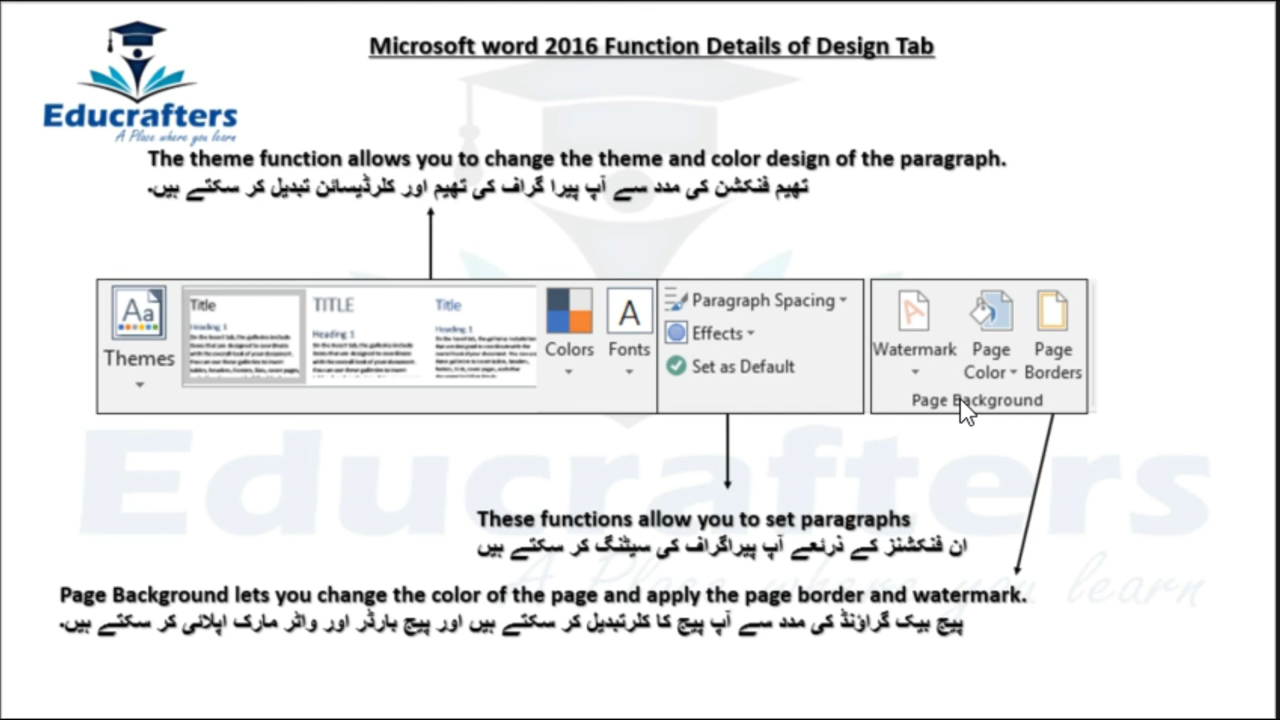 Microsoft word 2016 Function Details of Design Tab
Educrafters
A Place where you learn
The theme function allows you to change the theme and color design of the paragraph.
تھیم فنکشن کی مدد سے آپ پیرا گراف کی تھیم اور کلرڈیسائن تبدیل کر سکتے ہیں۔
Themes
Title
Heading 1
TITLE
Heading 1
Title
Heading 1
Colors
Fonts
Paragraph Spacing
Effects
Set as Default
Watermark
Page Color
Page Borders
Page Background
Educrafters
A Place where you learn
These functions allow you to set paragraphs
ان فنکشنز کے ذرئعے آپ پیراگراف کی سیٹنگ کر سکتے ہیں
Page Background lets you change the color of the page and apply the page border and watermark.
پیج بیک گراؤنڈ کی مدد سے آپ پیج کا کلرتبدیل کر سکتے ہیں اور پیج بارڈر اور واٹر مارک اپلائی کر سکتے ہیں۔